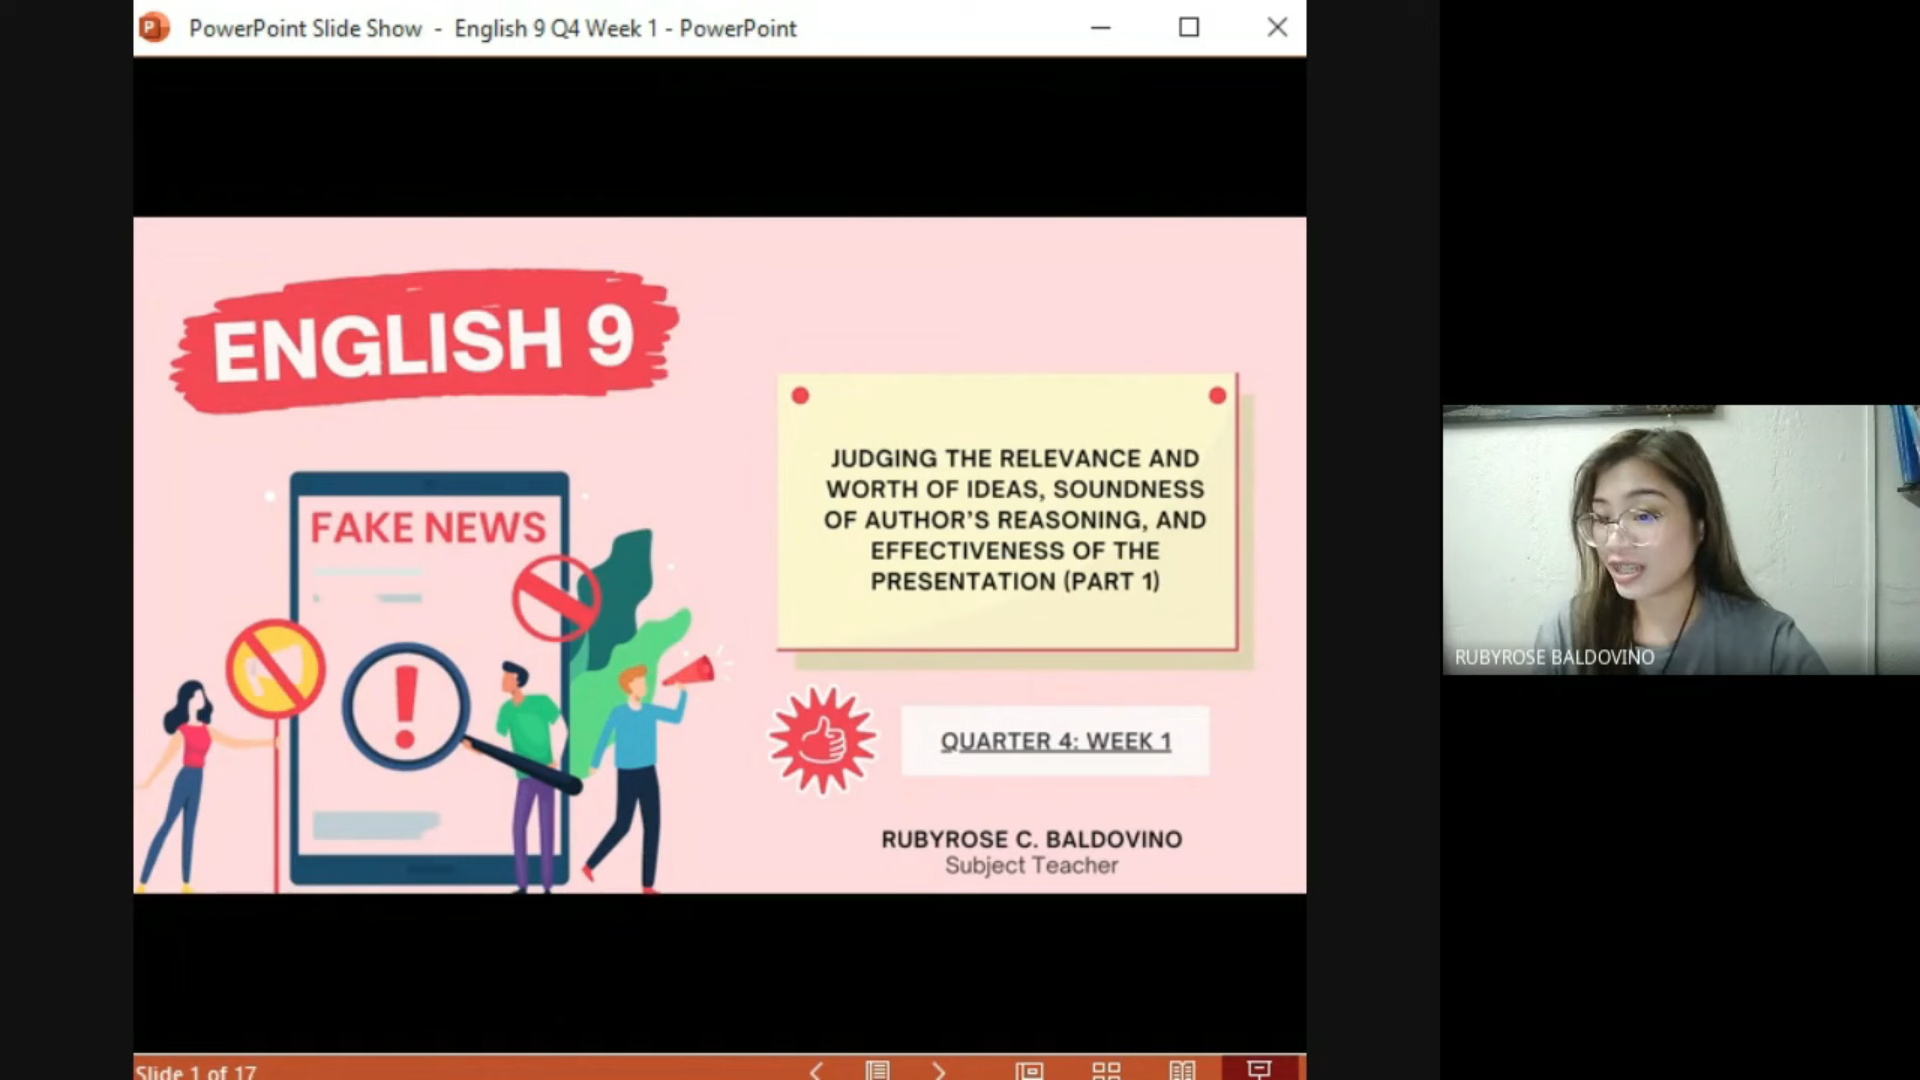 PowerPoint Slide Show - English 9 Q4 Week 1 - PowerPoint
ENGLISH 9
FAKE NEWS
JUDGING THE RELEVANCE AND
WORTH OF IDEAS, SOUNDNESS
OF AUTHOR'S REASONING, AND
EFFECTIVENESS OF THE
PRESENTATION (PART 1)
QUARTER 4: WEEK 1
RUBYROSE C. BALDOVINO
Subject Teacher
RUBYROSE BALDOVINO
Slide 1 of 17